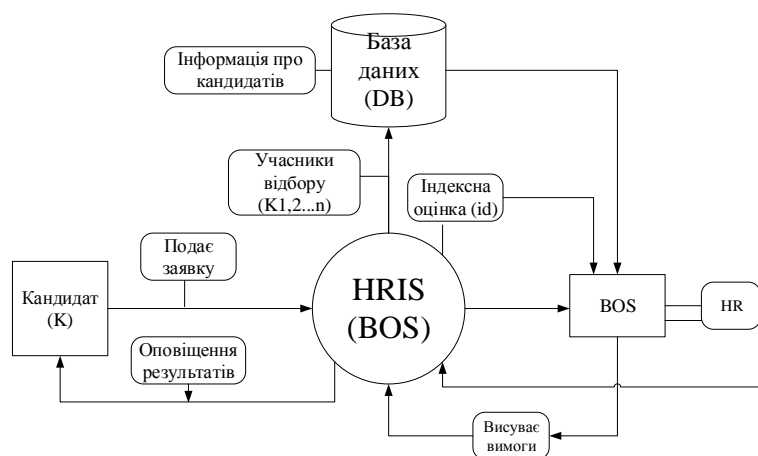 База
даних
(DB)
Інформація про
кандидатів
Учасники
відбору
(K1,2...n)
Індексна
оцінка (id)
Подає
заявку
Кандидат
(K)
HRIS
(BOS)
BOS
HR
Оповіщення
результатів
Висуває
вимоги